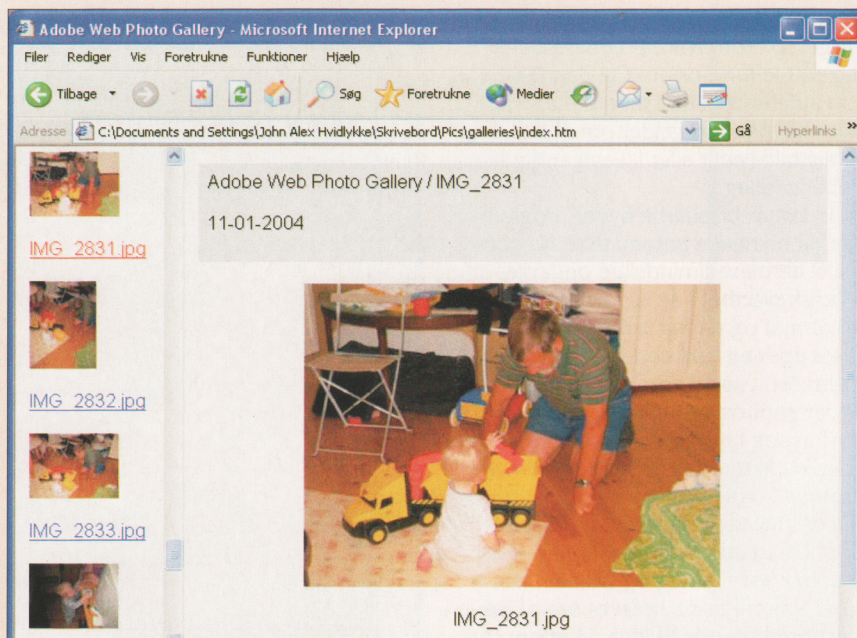 Adobe Web Photo Gallery - Microsoft Internet Explorer
Filer Rediger Vis Foretrukne Funktioner Hjælp
Tilbage Søg Foretrukne Medier
Adresse C:\Documents and Settings\John Alex Hvidlykke\Skrivebord\Pics\galleries\index.htm Gå Hyperlinks »
IMG_2831.jpg
IMG_2832.jpg
IMG_2833.jpg
Adobe Web Photo Gallery / IMG_2831
11-01-2004
IMG_2831.jpg